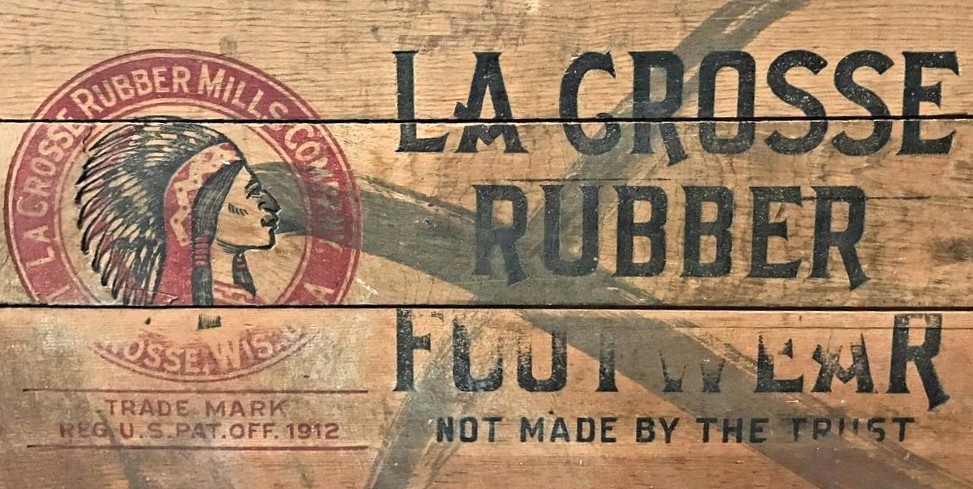 LA CROSSE RUBBER MILLS COMPANY
LA CROSSE, WIS.
TRADE MARK
REG. U.S. PAT. OFF. 1912
LA CROSSE
RUBBER
FOOTWEAR
NOT MADE BY THE TRUST